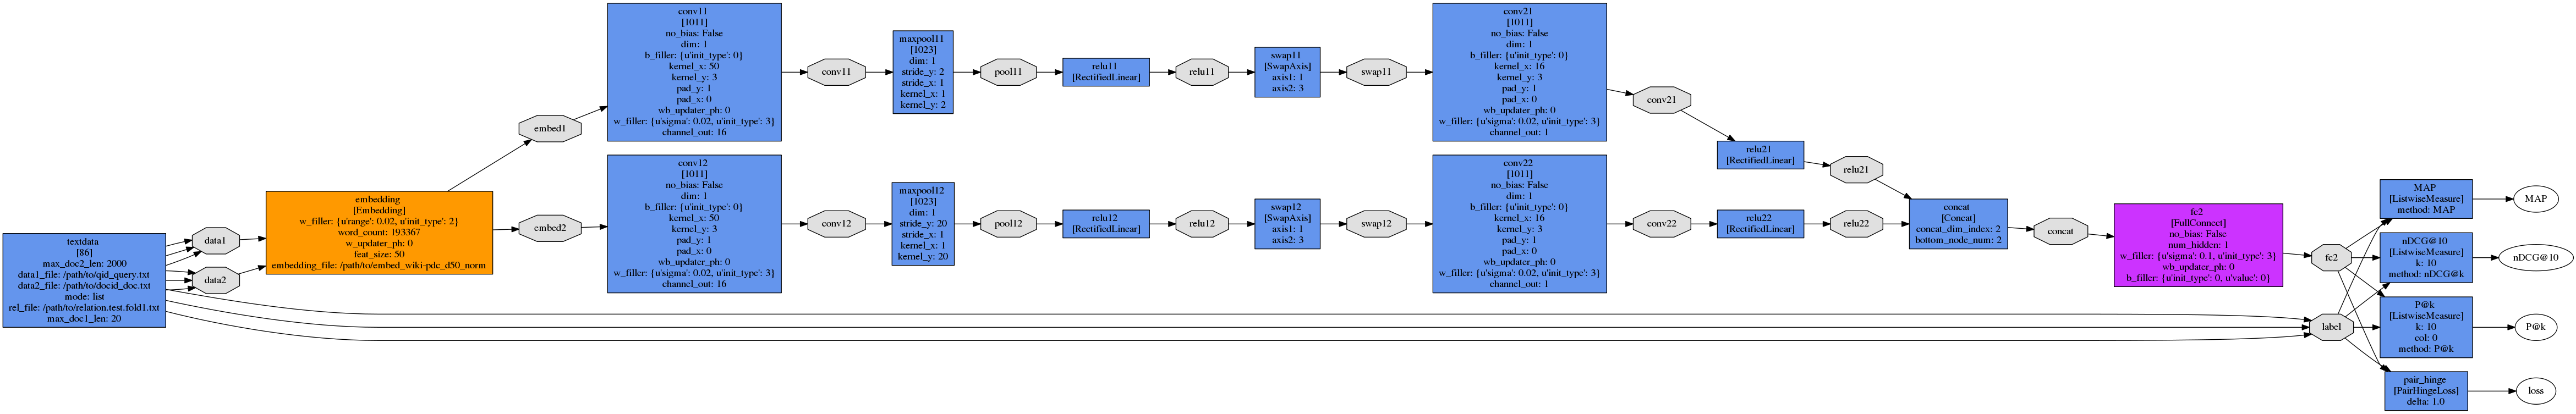 textdata
[86]
max_doc2_len: 2000
data1_file: /path/to/qid_query.txt
data2_file: /path/to/docid_doc.txt
mode: list
rel_file: /path/to/relation.test.fold1.txt
max_doc1_len: 20
data1
data2
embedding
[Embedding]
w_filler: {u'range': 0.02, u'init_type': 2}
word_count: 193367
w_updater_ph: 0
feat_size: 50
embedding_file: /path/to/embed_wiki-pdc_d50_norm
embed1
embed2
conv11
[1011]
no_bias: False
dim: 1
b_filler: {u'init_type': 0}
kernel_x: 50
kernel_y: 3
pad_y: 1
pad_x: 0
wb_updater_ph: 0
w_filler: {u'sigma': 0.02, u'init_type': 3}
channel_out: 16
conv12
[1011]
no_bias: False
dim: 1
b_filler: {u'init_type': 0}
kernel_x: 50
kernel_y: 3
pad_y: 1
pad_x: 0
wb_updater_ph: 0
w_filler: {u'sigma': 0.02, u'init_type': 3}
channel_out: 16
conv11
conv12
maxpool11
[1023]
dim: 1
stride_y: 2
stride_x: 1
kernel_x: 1
kernel_y: 2
maxpool12
[1023]
dim: 1
stride_y: 20
stride_x: 1
kernel_x: 1
kernel_y: 20
pool11
pool12
relu11
[RectifiedLinear]
relu12
[RectifiedLinear]
relu11
relu12
swap11
[SwapAxis]
axis1: 1
axis2: 3
swap12
[SwapAxis]
axis1: 1
axis2: 3
swap11
swap12
conv21
[1011]
no_bias: False
dim: 1
b_filler: {u'init_type': 0}
kernel_x: 16
kernel_y: 3
pad_y: 1
pad_x: 0
wb_updater_ph: 0
w_filler: {u'sigma': 0.02, u'init_type': 3}
channel_out: 1
conv22
[1011]
no_bias: False
dim: 1
b_filler: {u'init_type': 0}
kernel_x: 16
kernel_y: 3
pad_y: 1
pad_x: 0
wb_updater_ph: 0
w_filler: {u'sigma': 0.02, u'init_type': 3}
channel_out: 1
conv21
conv22
relu21
[RectifiedLinear]
relu22
[RectifiedLinear]
relu21
relu22
concat
[Concat]
concat_dim_index: 2
bottom_node_num: 2
concat
fc2
[FullConnect]
no_bias: False
num_hidden: 1
w_filler: {u'sigma': 0.1, u'init_type': 3}
wb_updater_ph: 0
b_filler: {u'init_type': 0, u'value': 0}
fc2
label
MAP
[ListwiseMeasure]
method: MAP
nDCG@10
[ListwiseMeasure]
k: 10
method: nDCG@k
P@k
[ListwiseMeasure]
k: 10
col: 0
method: P@k
pair_hinge
[PairHingeLoss]
delta: 1.0
MAP
nDCG@10
P@k
loss